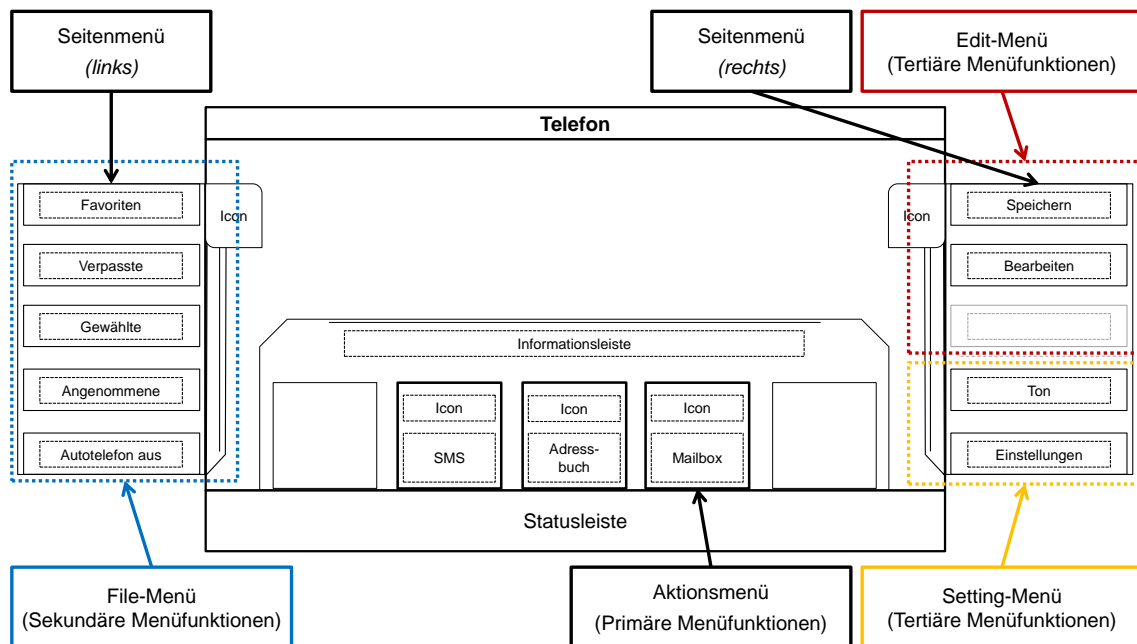 Seitenmenü
(links)
Seitenmenü
(rechts)
Edit-Menü
(Tertiäre Menüfunktionen)
Telefon
Favoriten
Verpasste
Gewählte
Angenommene
Autotelefon aus
Icon
Icon
Speichern
Bearbeiten
Ton
Einstellungen
Informationsleiste
Icon
SMS
Icon
Adress-
buch
Icon
Mailbox
Statusleiste
File-Menü
(Sekundäre Menüfunktionen)
Aktionsmenü
(Primäre Menüfunktionen)
Setting-Menü
(Tertiäre Menüfunktionen)